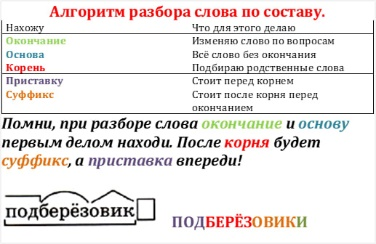 Алгоритм разбора слова по составу.
Нахожу Что для этого делаю
Окончание Изменяю слово по вопросам
Основа Всё слово без окончания
Корень Подбираю родственные слова
Приставку Стоит перед корнем
Суффикс Стоит после корня перед
окончанием
Помни, при разборе слова окончание и основу
первым делом находи. После корня будет
суффикс, а приставка впереди!
подберёзовик
ПОДБЕРЁЗОВИКИ